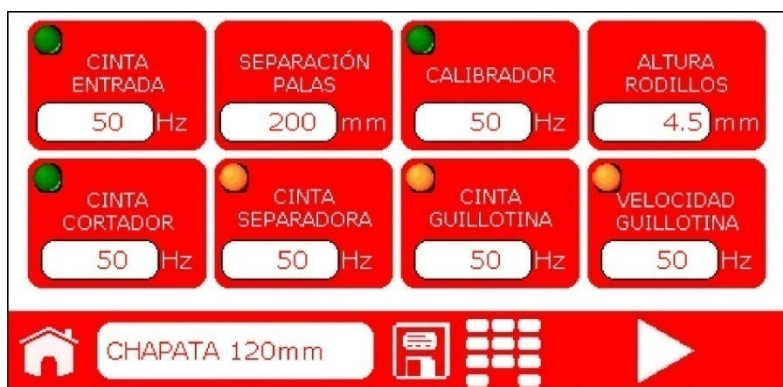 CINTA
ENTRADA
50 Hz
SEPARACIÓN
PALAS
200 mm
CALIBRADOR
50 Hz
ALTURA
RODILLOS
4.5 mm
CINTA
CORTADOR
50 Hz
CINTA
SEPARADORA
50 Hz
CINTA
GUILLOTINA
50 Hz
VELOCIDAD
GUILLOTINA
50 Hz
CHAPATA 120mm